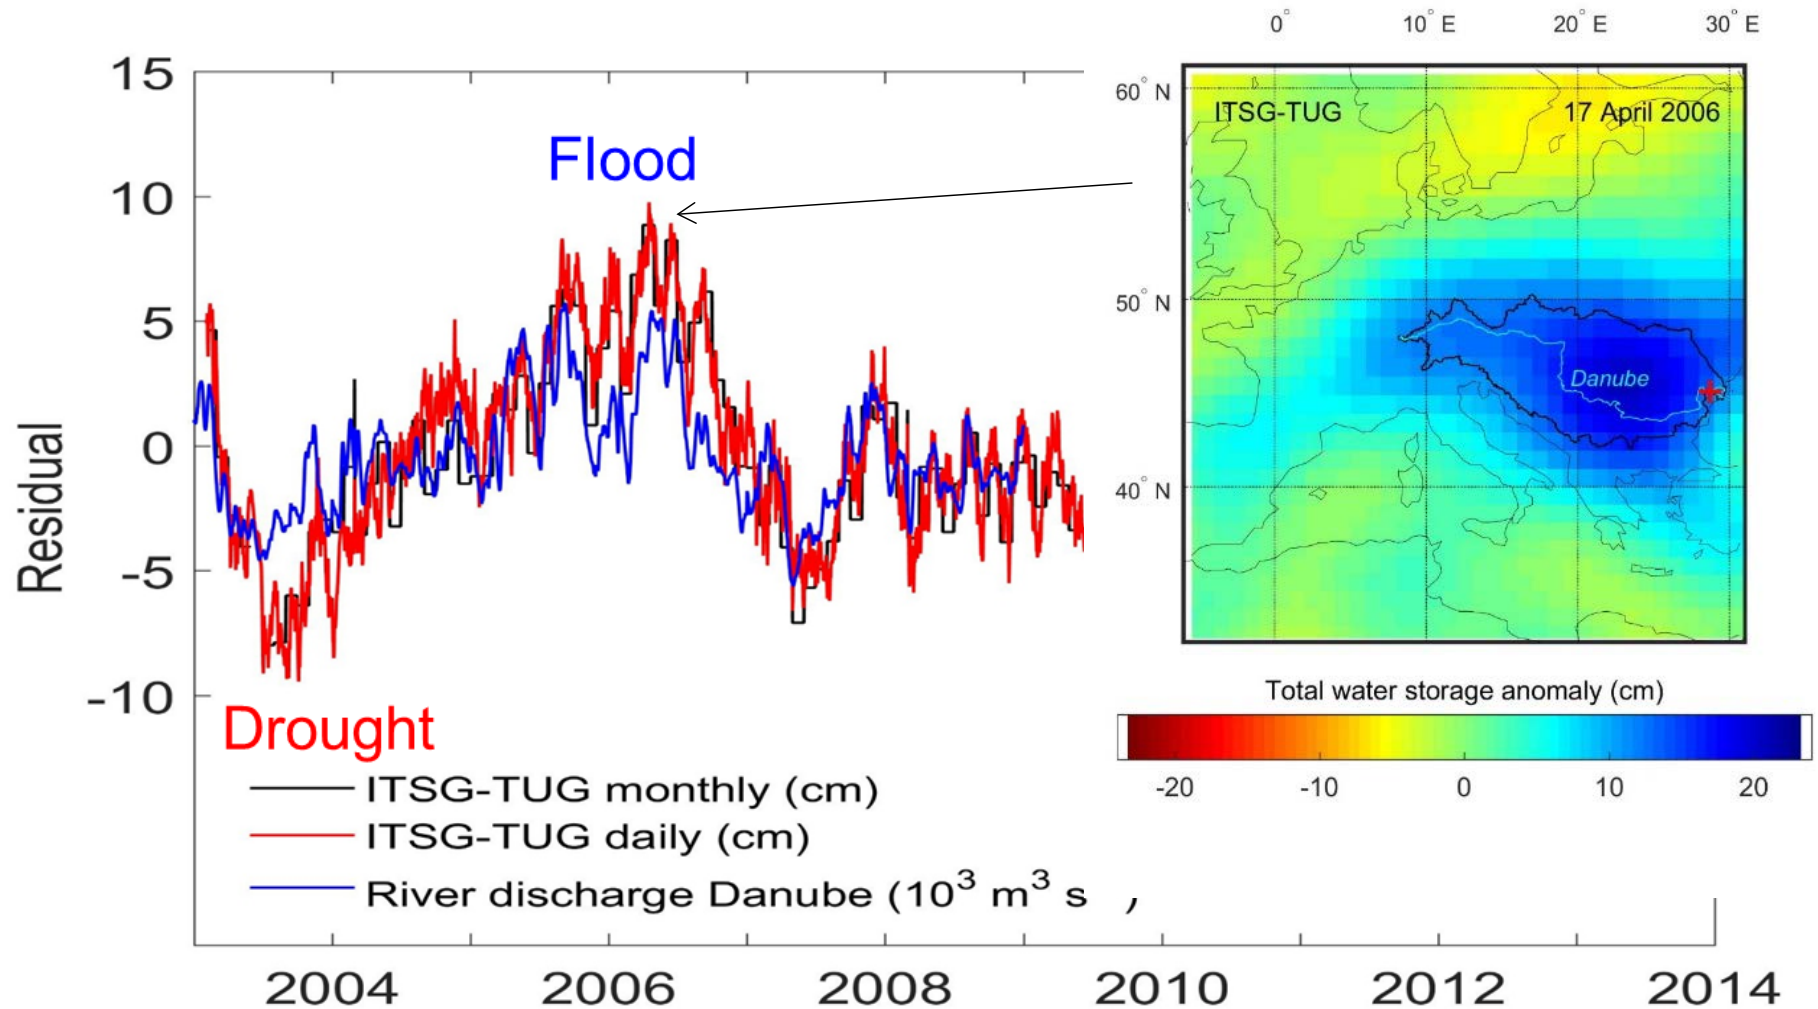 15
10
5
0
-5
-10
Residual
Flood
Drought
ITSG-TUG monthly (cm)
ITSG-TUG daily (cm)
River discharge Danube (10³ m³ s )
2004 2006 2008 2010 2012 2014
0° 10° E 20° E 30° E
60° N
50° N
40° N
ITSG-TUG 17 April 2006
Danube
Total water storage anomaly (cm)
-20 -10 0 10 20